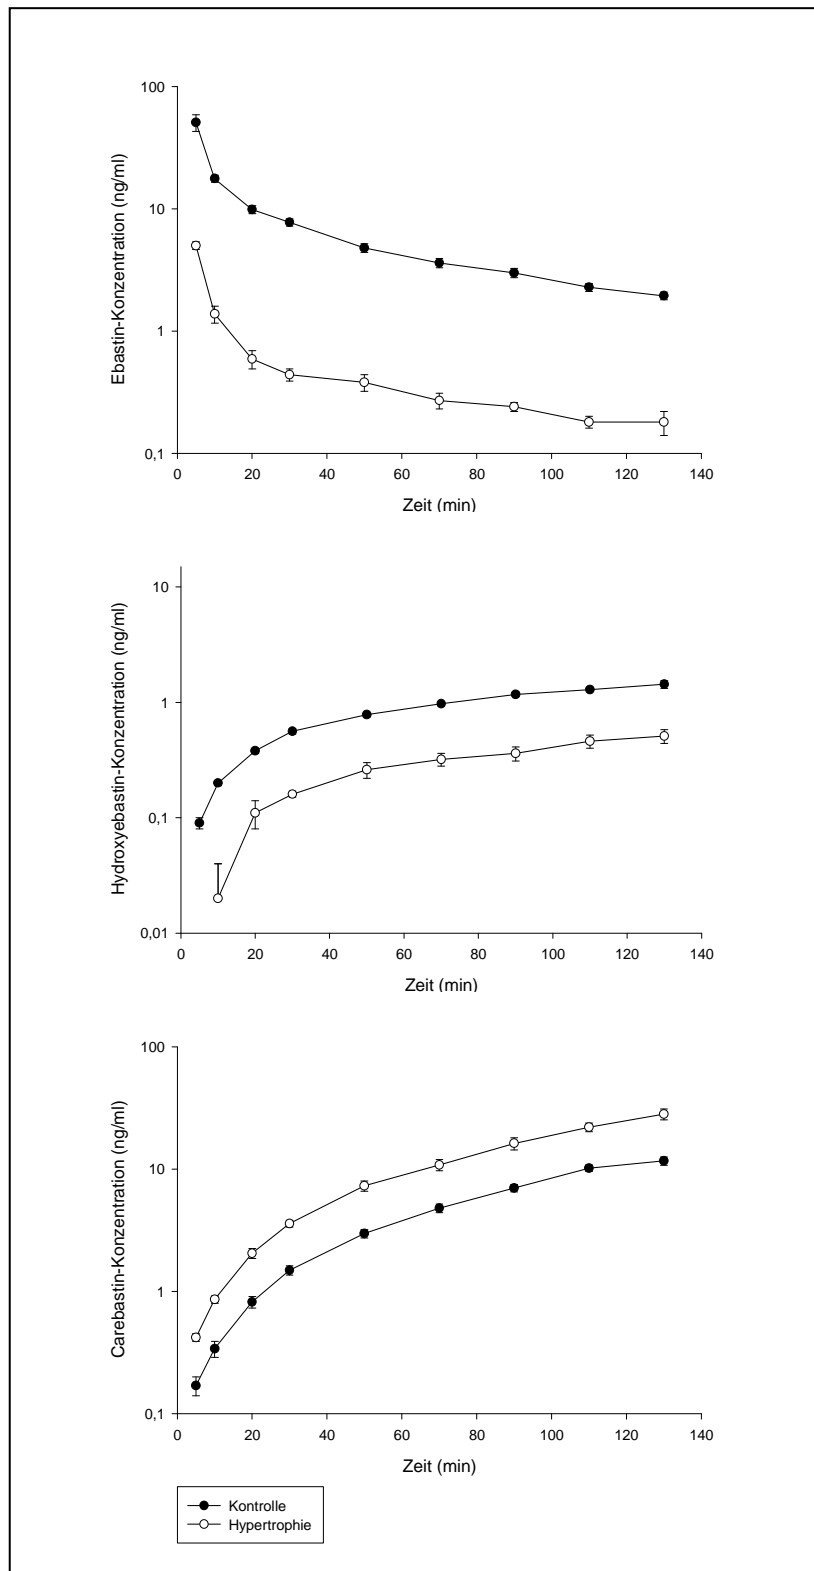 100
10
1
0,1
Ebastin-Konzentration (ng/ml)
0 20 40 60 80 100 120 140
Zeit (min)
10
1
0,1
0,01
Hydroxyebastin-Konzentration (ng/ml)
0 20 40 60 80 100 120 140
Zeit (min)
100
10
1
0,1
Carebastin-Konzentration (ng/ml)
0 20 40 60 80 100 120 140
Zeit (min)
Kontrolle
Hypertrophie